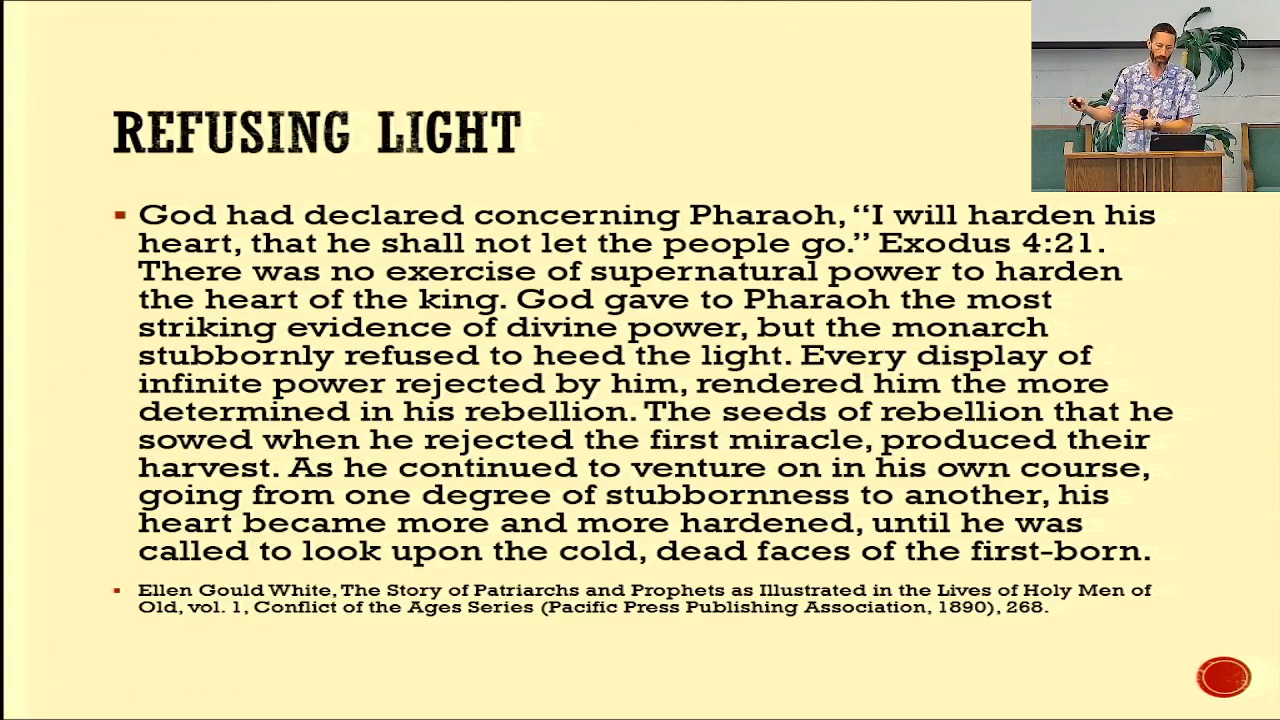 REFUSING LIGHT
God had declared concerning Pharaoh, “I will harden his
heart, that he shall not let the people go.” Exodus 4:21.
There was no exercise of supernatural power to harden
the heart of the king. God gave to Pharaoh the most
striking evidence of divine power, but the monarch
stubbornly refused to heed the light. Every display of
infinite power rejected by him, rendered him the more
determined in his rebellion. The seeds of rebellion that he
sowed when he rejected the first miracle, produced their
harvest. As he continued to venture on in his own course,
going from one degree of stubbornness to another, his
heart became more and more hardened, until he was
called to look upon the cold, dead faces of the first-born.
Ellen Gould White, The Story of Patriarchs and Prophets as Illustrated in the Lives of Holy Men of
Old, vol. 1, Conflict of the Ages Series (Pacific Press Publishing Association, 1890), 268.